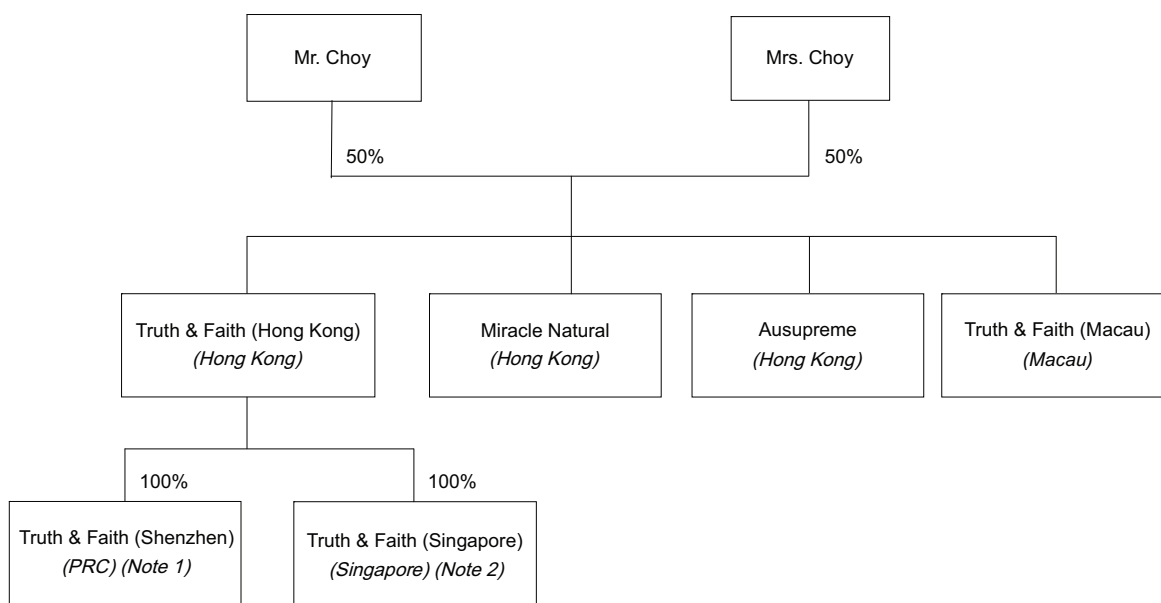 Mr. Choy
Mrs. Choy
50%
50%
Truth & Faith (Hong Kong)
(Hong Kong)
Miracle Natural
(Hong Kong)
Ausupreme
(Hong Kong)
Truth & Faith (Macau)
(Macau)
100%
100%
Truth & Faith (Shenzhen)
(PRC) (Note 1)
Truth & Faith (Singapore)
(Singapore) (Note 2)